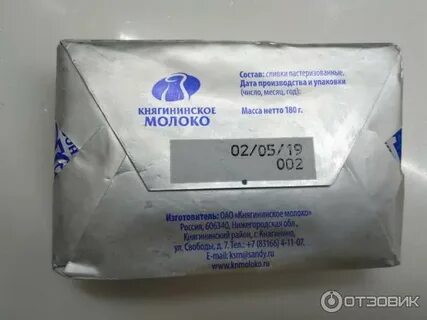 КНЯГИНИНСКОЕ
МОЛОКО
Состав: сливки пастеризованные.
Дата производства и упаковки
(число, месяц, год):
Масса нетто 180 г.
02/05/19
002
Изготовитель: ОАО «Княгининское молоко»
Россия, 606340, Нижегородская обл.,
Княгининский район, г. Княгинино,
ул. Свободы, д. 7. Тел.: +7 (83166) 4-11-07.
E-mail: ksm@sandy.ru
www.knmoloko.ru
ОТЗОВИК